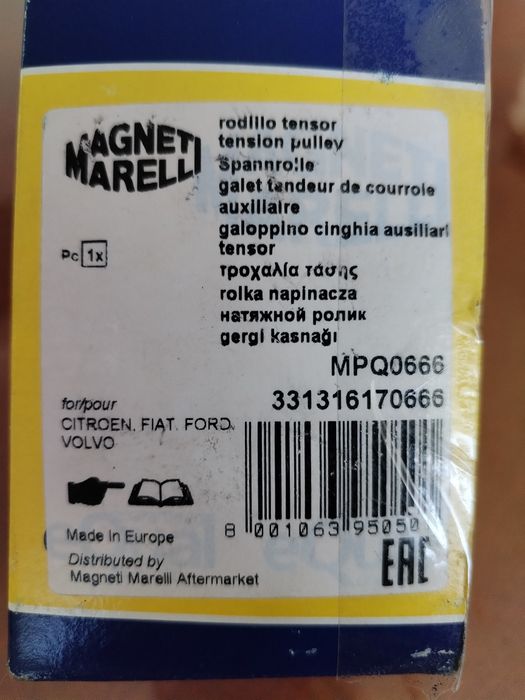 MAGNETI
MARELLI
rodillo tensor
tension pulley
Spannrolle
galet tendeur de courroie
auxiliaire
galoppino cinghia ausiliari
tensor
τροχαλία τάσης
rolka napinacza
натяжной ролик
gergi kasnağı
Pc 1x
MPQ0666
331316170666
for/pour
CITROEN, FIAT, FORD,
VOLVO
8 001063 95050
Made in Europe
Distributed by
Magneti Marelli Aftermarket
EAC